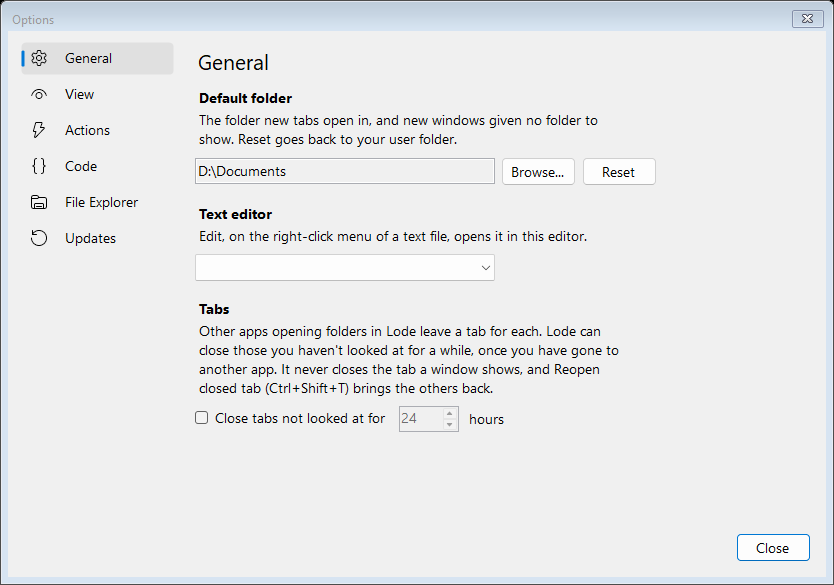 Options
General
View
Actions
Code
File Explorer
Updates
General
Default folder
The folder new tabs open in, and new windows given no folder to
show. Reset goes back to your user folder.
D:\Documents
Browse...
Reset
Text editor
Edit, on the right-click menu of a text file, opens it in this editor.
Tabs
Other apps opening folders in Lode leave a tab for each. Lode can
close those you haven't looked at for a while, once you have gone to
another app. It never closes the tab a window shows, and Reopen
closed tab (Ctrl+Shift+T) brings the others back.
Close tabs not looked at for 24 hours
Close